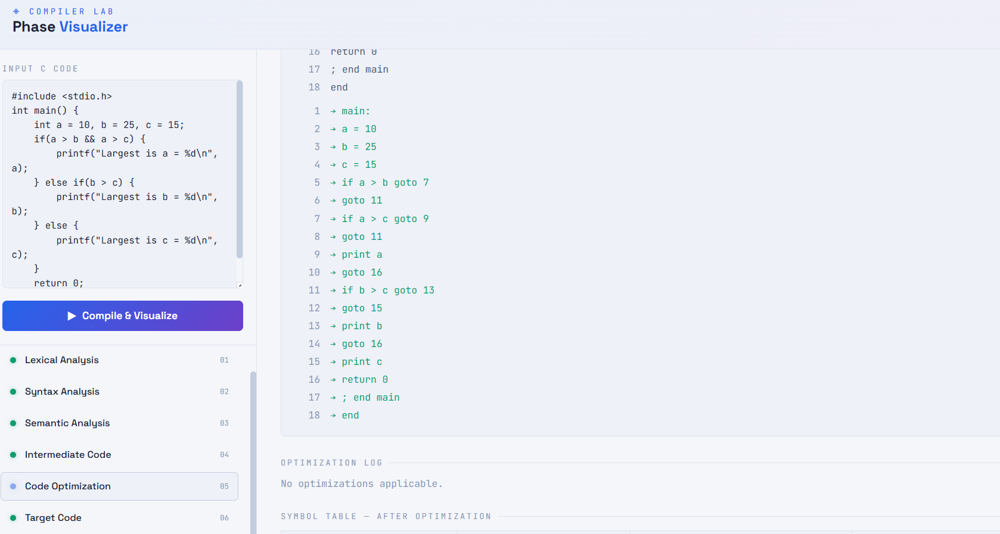 ◈ COMPILER LAB
Phase Visualizer
INPUT C CODE
#include <stdio.h>
int main() {
    int a = 10, b = 25, c = 15;
    if(a > b && a > c) {
        printf("Largest is a = %d\n",
a);
    } else if(b > c) {
        printf("Largest is b = %d\n",
b);
    } else {
        printf("Largest is c = %d\n",
c);
    }
    return 0;
▶ Compile & Visualize
Lexical Analysis 01
Syntax Analysis 02
Semantic Analysis 03
Intermediate Code 04
Code Optimization 05
Target Code 06
16 return 0
17 ; end main
18 end
1 → main:
2 → a = 10
3 → b = 25
4 → c = 15
5 → if a > b goto 7
6 → goto 11
7 → if a > c goto 9
8 → goto 11
9 → print a
10 → goto 16
11 → if b > c goto 13
12 → goto 15
13 → print b
14 → goto 16
15 → print c
16 → return 0
17 → ; end main
18 → end
OPTIMIZATION LOG
No optimizations applicable.
SYMBOL TABLE — AFTER OPTIMIZATION